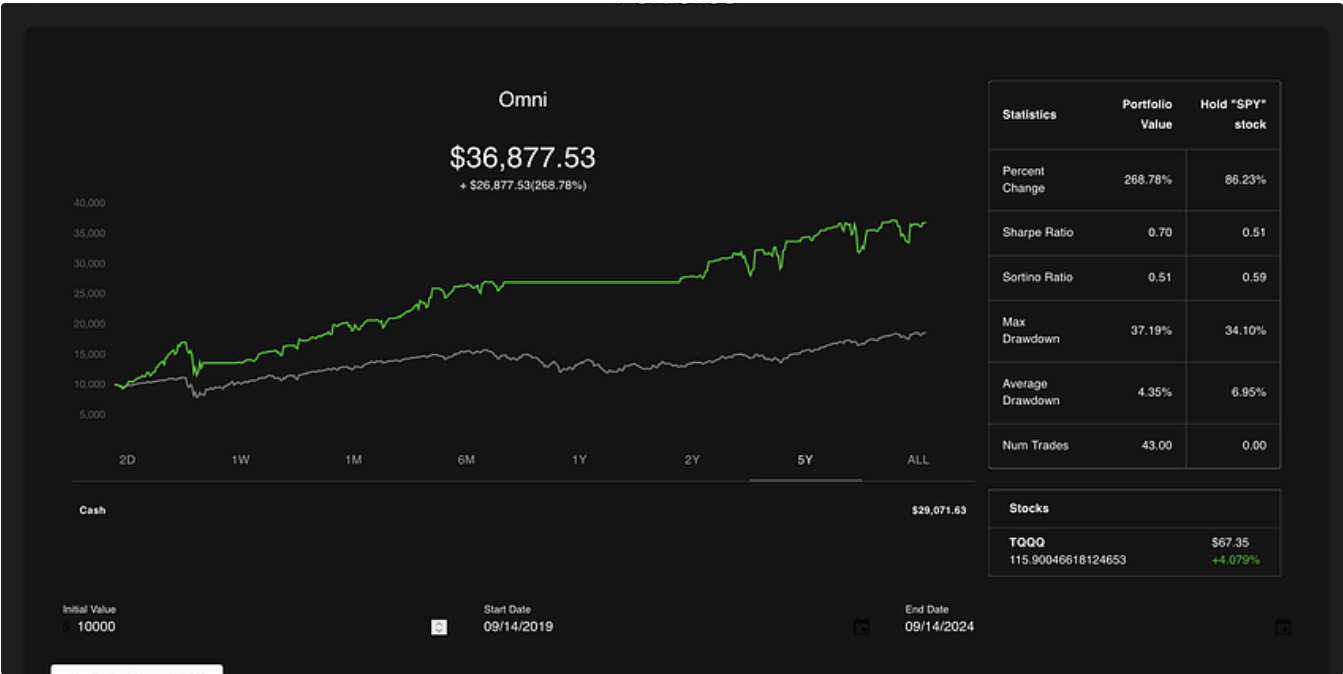 Omni
$36,877.53
+ $26,877.53(268.78%)
40,000
35,000
30,000
25,000
20,000
15,000
10,000
5,000
2D 1W 1M 6M 1Y 2Y 5Y ALL
Cash $29,071.63
Statistics Portfolio Value Hold "SPY" stock
Percent Change 268.78% 86.23%
Sharpe Ratio 0.70 0.51
Sortino Ratio 0.51 0.59
Max Drawdown 37.19% 34.10%
Average Drawdown 4.35% 6.95%
Num Trades 43.00 0.00
Stocks
TQQQ $67.35
115.90046618124653 +4.079%
Initial Value Start Date End Date
$ 10000 09/14/2019 09/14/2024